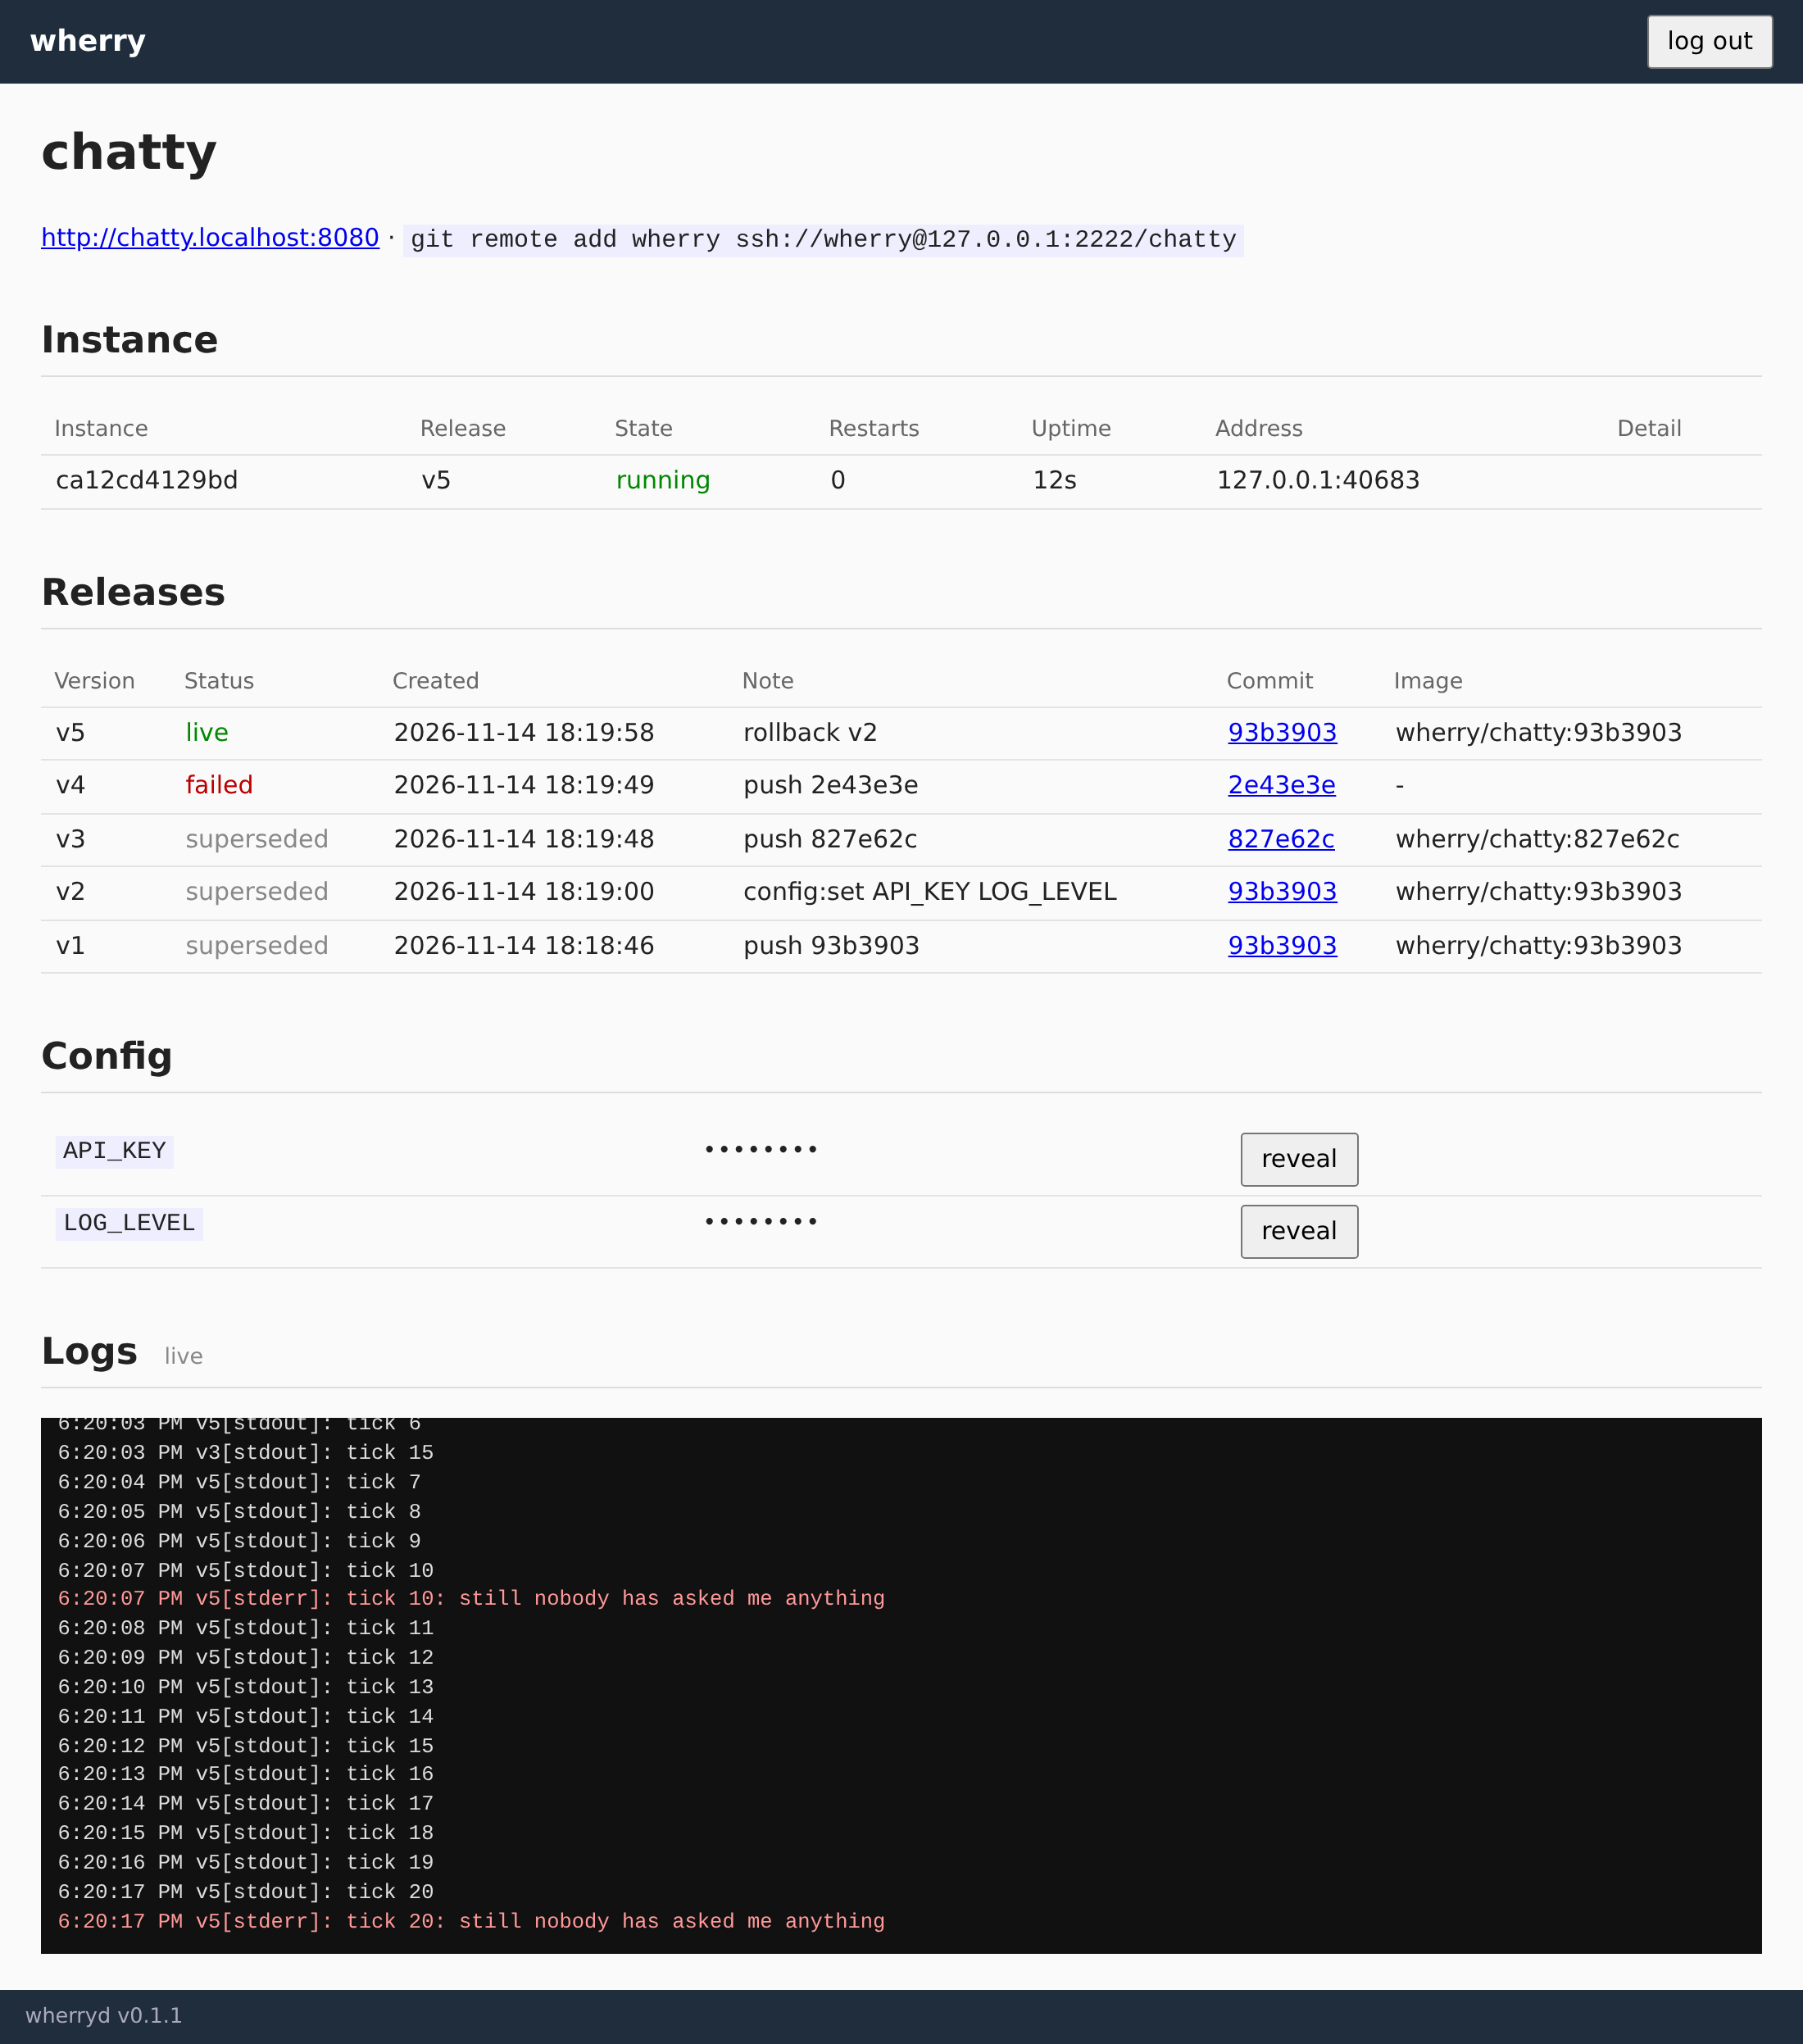 wherry log out
chatty
http://chatty.localhost:8080 · git remote add wherry ssh://wherry@127.0.0.1:2222/chatty
Instance
Instance Release State Restarts Uptime Address Detail
ca12cd4129bd v5 running 0 12s 127.0.0.1:40683
Releases
Version Status Created Note Commit Image
v5 live 2026-11-14 18:19:58 rollback v2 93b3903 wherry/chatty:93b3903
v4 failed 2026-11-14 18:19:49 push 2e43e3e 2e43e3e -
v3 superseded 2026-11-14 18:19:48 push 827e62c 827e62c wherry/chatty:827e62c
v2 superseded 2026-11-14 18:19:00 config:set API_KEY LOG_LEVEL 93b3903 wherry/chatty:93b3903
v1 superseded 2026-11-14 18:18:46 push 93b3903 93b3903 wherry/chatty:93b3903
Config
API_KEY •••••••• reveal
LOG_LEVEL •••••••• reveal
Logs live
6:20:03 PM v5[stdout]: tick 6
6:20:03 PM v3[stdout]: tick 15
6:20:04 PM v5[stdout]: tick 7
6:20:05 PM v5[stdout]: tick 8
6:20:06 PM v5[stdout]: tick 9
6:20:07 PM v5[stdout]: tick 10
6:20:07 PM v5[stderr]: tick 10: still nobody has asked me anything
6:20:08 PM v5[stdout]: tick 11
6:20:09 PM v5[stdout]: tick 12
6:20:10 PM v5[stdout]: tick 13
6:20:11 PM v5[stdout]: tick 14
6:20:12 PM v5[stdout]: tick 15
6:20:13 PM v5[stdout]: tick 16
6:20:14 PM v5[stdout]: tick 17
6:20:15 PM v5[stdout]: tick 18
6:20:16 PM v5[stdout]: tick 19
6:20:17 PM v5[stdout]: tick 20
6:20:17 PM v5[stderr]: tick 20: still nobody has asked me anything
wherryd v0.1.1